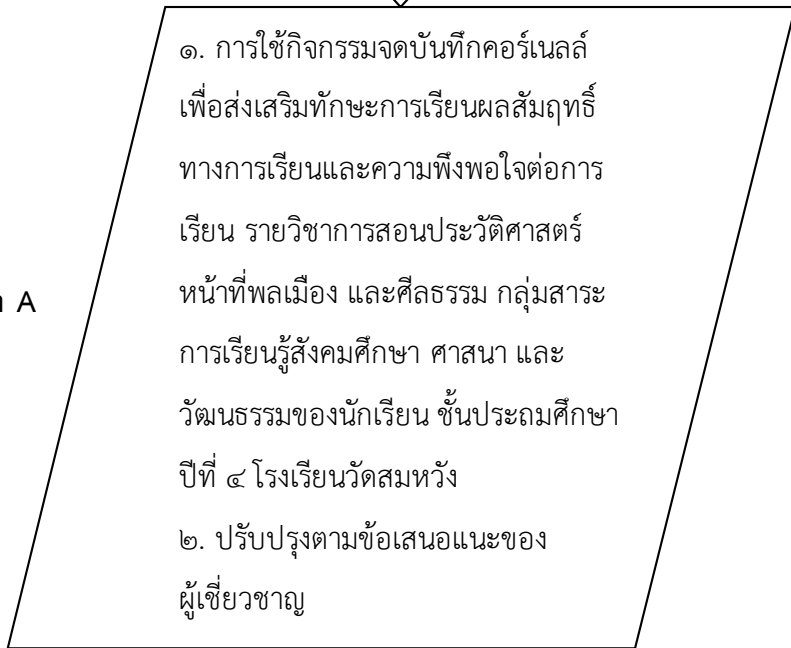 ๑. การใช้กิจกรรมจดบันทึกคอร์เนลล์
เพื่อส่งเสริมทักษะการเรียนผลสัมฤทธิ์
ทางการเรียนและความพึงพอใจต่อการ
เรียน รายวิชาการสอนประวัติศาสตร์
หน้าที่พลเมือง และศีลธรรม กลุ่มสาระ
A
การเรียนรู้สังคมศึกษา ศาสนา และ
วัฒนธรรมของนักเรียน ชั้นประถมศึกษา
ปีที่ ๔ โรงเรียนวัดสมหวัง
๒. ปรับปรุงตามข้อเสนอแนะของ
ผู้เชี่ยวชาญ